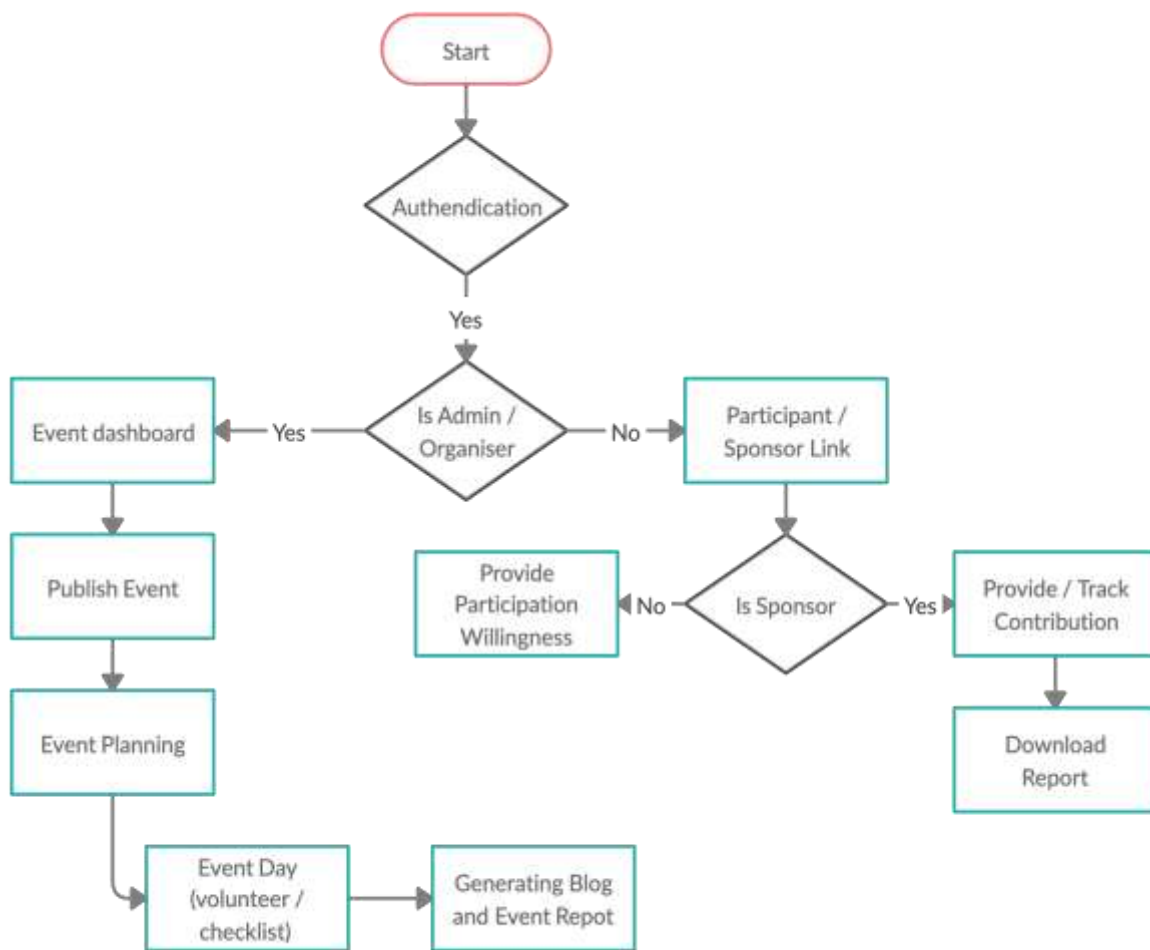 Start
Authendication
Yes
Event dashboard
Yes
Is Admin /
Organiser
No
Participant /
Sponsor Link
Publish Event
Provide
Participation
Willingness
No
Is Sponsor
Yes
Provide / Track
Contribution
Event Planning
Download
Report
Event Day
(volunteer /
checklist)
Generating Blog
and Event Repot